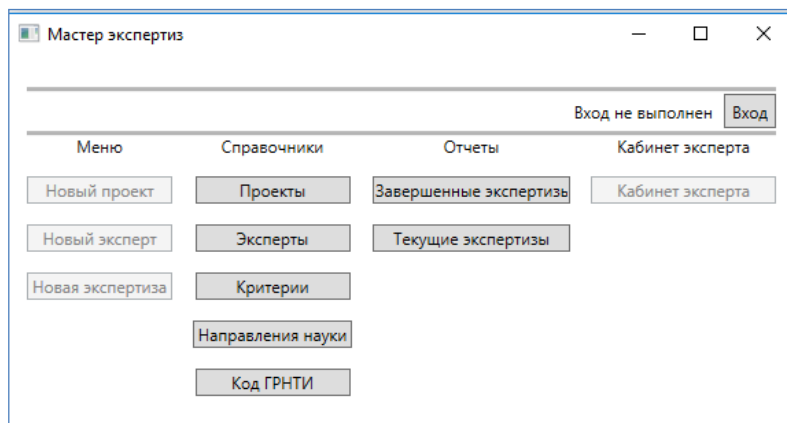 Мастер экспертиз
Вход не выполнен Вход
Меню Справочники Отчеты Кабинет эксперта
Новый проект Проекты Завершенные экспертизы Кабинет эксперта
Новый эксперт Эксперты Текущие экспертизы
Новая экспертиза Критерии
Направления науки
Код ГРНТИ